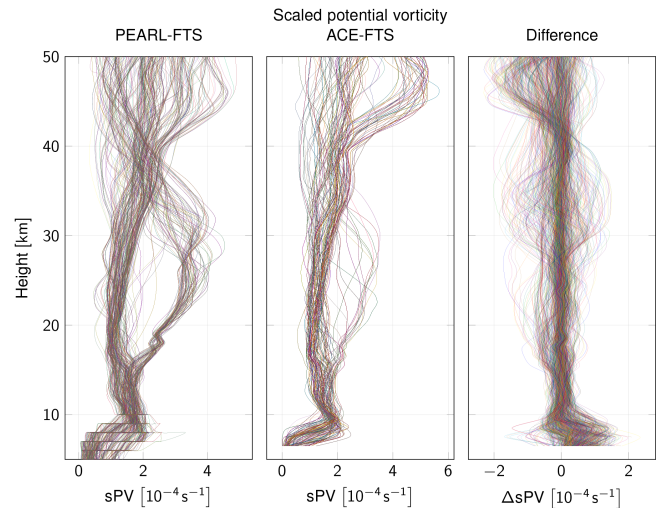 Scaled potential vorticity
PEARL-FTS ACE-FTS Difference
50
40
30
20
10
Height [km]
0 2 4 0 2 4 6 −2 0 2
sPV [10⁻⁴ s⁻¹] sPV [10⁻⁴ s⁻¹] ΔsPV [10⁻⁴ s⁻¹]